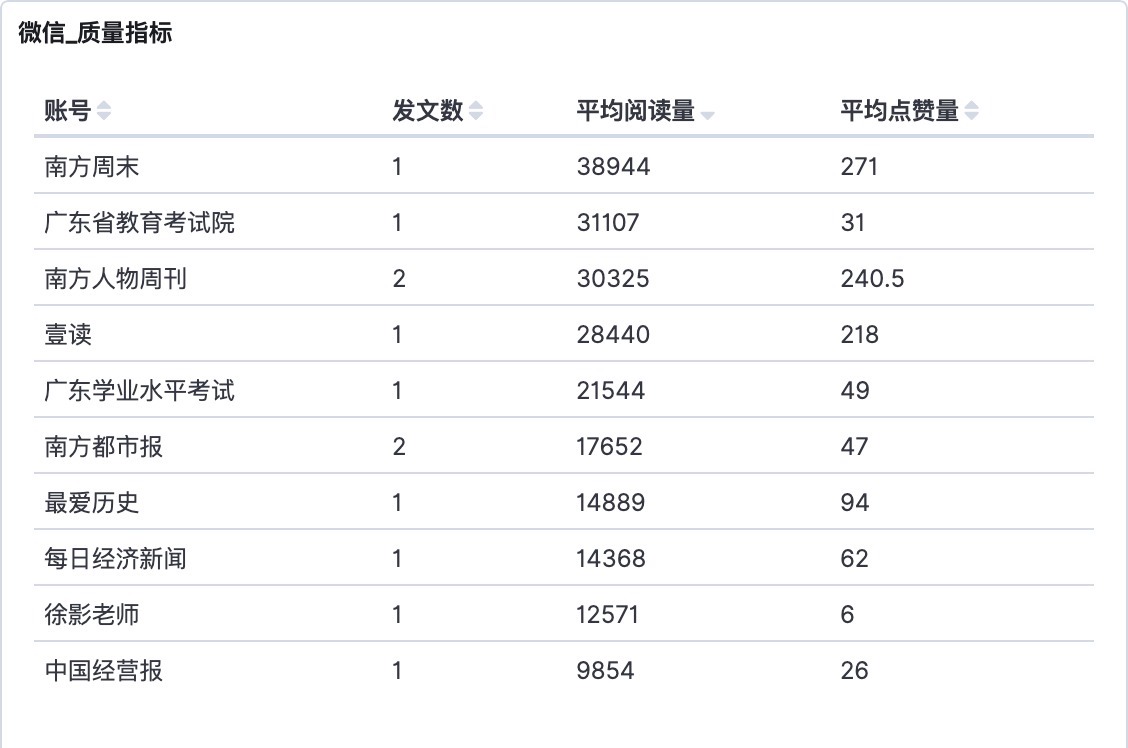 微信_质量指标
账号 发文数 平均阅读量 平均点赞量
南方周末 1 38944 271
广东省教育考试院 1 31107 31
南方人物周刊 2 30325 240.5
壹读 1 28440 218
广东学业水平考试 1 21544 49
南方都市报 2 17652 47
最爱历史 1 14889 94
每日经济新闻 1 14368 62
徐影老师 1 12571 6
中国经营报 1 9854 26